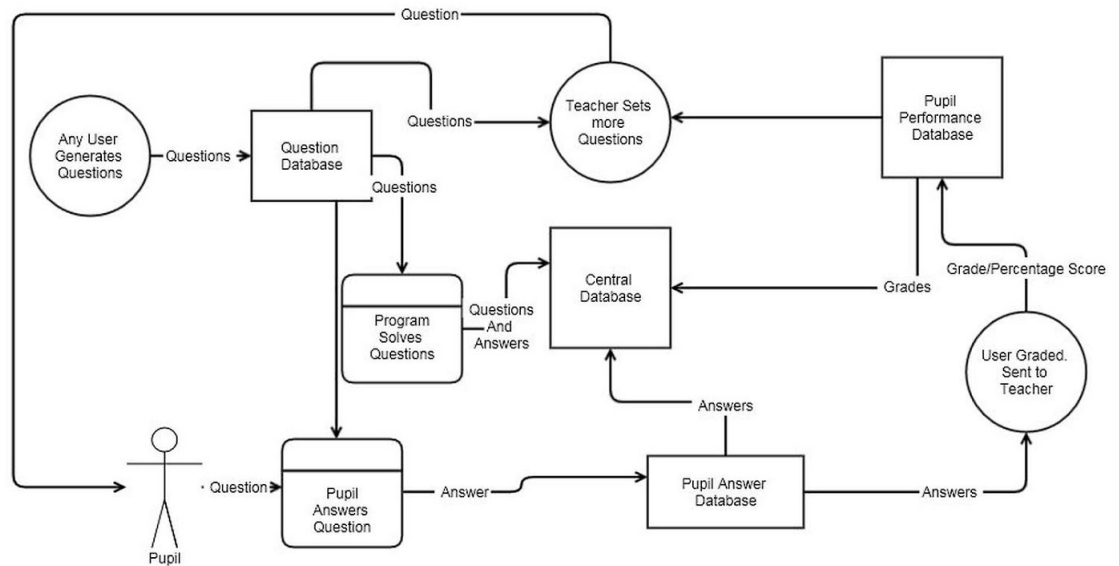 Question
Any User
Generates
Questions
Questions
Question
Database
Questions
Questions
Teacher Sets
more
Questions
Pupil
Performance
Database
Program
Solves
Questions
Questions
And
Answers
Central
Database
Grades
Grade/Percentage Score
User Graded.
Sent to
Teacher
Answers
Pupil
Question
Pupil
Answers
Question
Answer
Pupil Answer
Database
Answers